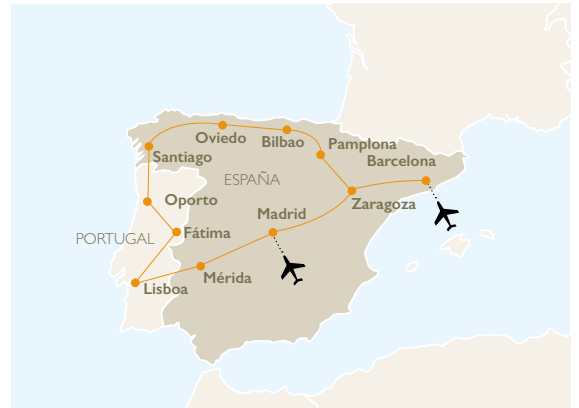 Oviedo
Bilbao
Pamplona
Santiago
Barcelona
ESPAÑA
Oporto
Zaragoza
Madrid
Fátima
PORTUGAL
Mérida
Lisboa